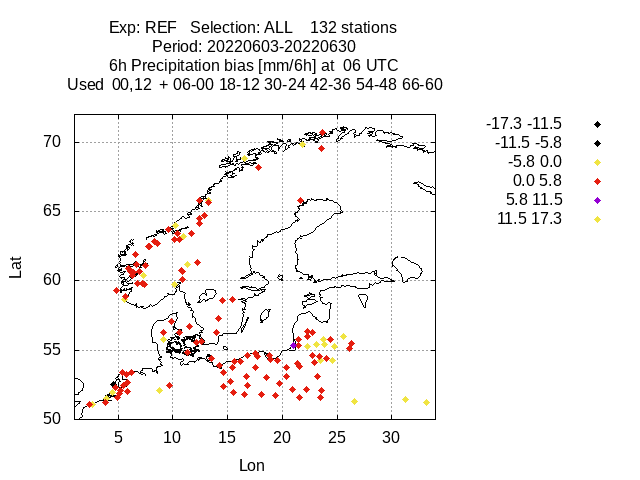 Exp: REF   Selection: ALL    132 stations
Period: 20220603-20220630
6h Precipitation bias [mm/6h] at  06 UTC
Used  00,12  + 06-00 18-12 30-24 42-36 54-48 66-60
-17.3 -11.5
-11.5 -5.8
-5.8 0.0
0.0 5.8
5.8 11.5
11.5 17.3
70
65
60
55
50
Lat
5 10 15 20 25 30
Lon